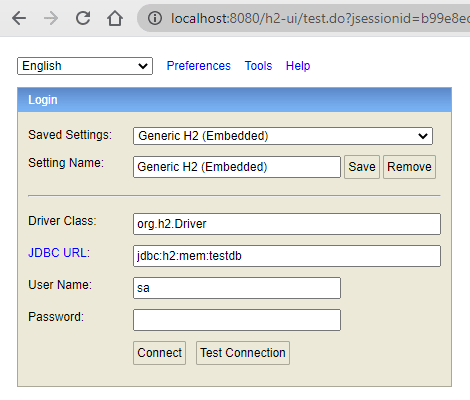 localhost:8080/h2-ui/test.do?jsessionid=b99e8ec
English Preferences Tools Help
Login
Saved Settings: Generic H2 (Embedded)
Setting Name: Generic H2 (Embedded) Save Remove
Driver Class: org.h2.Driver
JDBC URL: jdbc:h2:mem:testdb
User Name: sa
Password:
Connect Test Connection